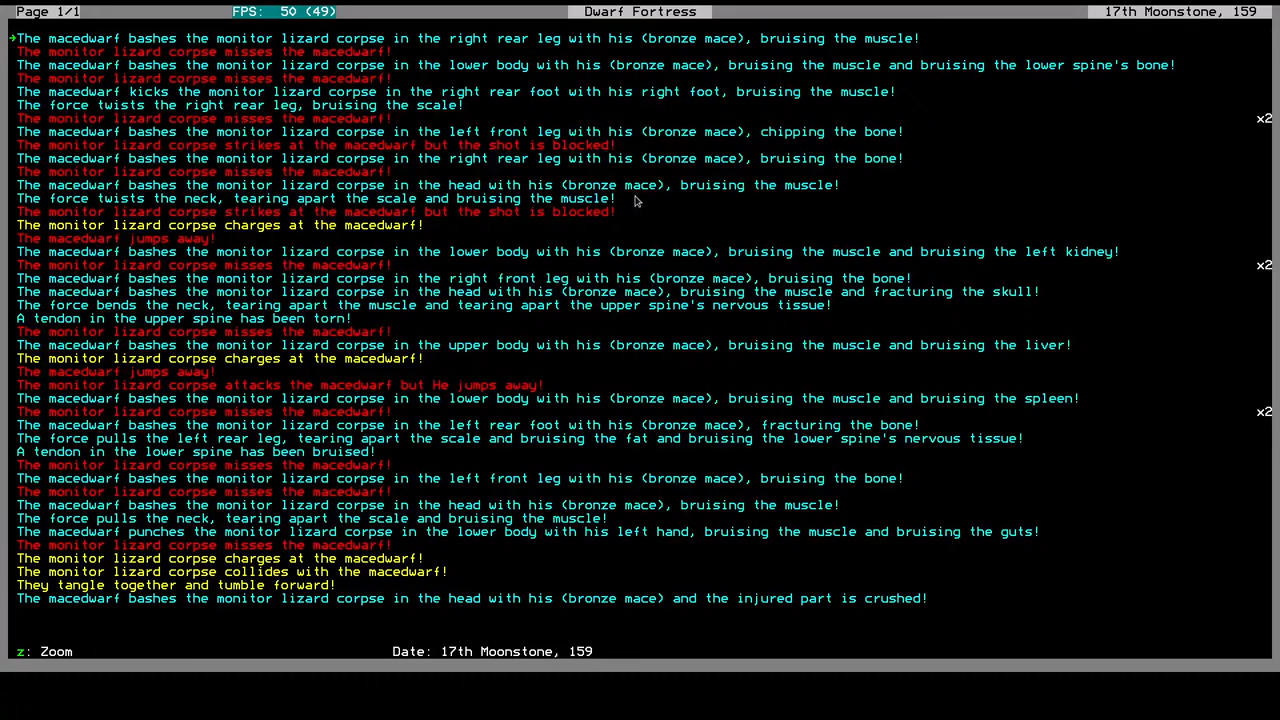 Page 1/1 FPS: 50 (49) Dwarf Fortress 17th Moonstone, 159
The macedwarf bashes the monitor lizard corpse in the right rear leg with his (bronze mace), bruising the muscle!
The monitor lizard corpse misses the macedwarf!
The macedwarf bashes the monitor lizard corpse in the lower body with his (bronze mace), bruising the muscle and bruising the lower spine's bone!
The monitor lizard corpse misses the macedwarf!
The macedwarf kicks the monitor lizard corpse in the right rear foot with his right foot, bruising the muscle!
The force twists the right rear leg, bruising the scale!
The monitor lizard corpse misses the macedwarf! x2
The macedwarf bashes the monitor lizard corpse in the left front leg with his (bronze mace), chipping the bone!
The monitor lizard corpse strikes at the macedwarf but the shot is blocked!
The macedwarf bashes the monitor lizard corpse in the right rear leg with his (bronze mace), bruising the bone!
The monitor lizard corpse misses the macedwarf!
The macedwarf bashes the monitor lizard corpse in the head with his (bronze mace), bruising the muscle!
The force twists the neck, tearing apart the scale and bruising the muscle!
The monitor lizard corpse strikes at the macedwarf but the shot is blocked!
The monitor lizard corpse charges at the macedwarf!
The macedwarf jumps away!
The macedwarf bashes the monitor lizard corpse in the lower body with his (bronze mace), bruising the muscle and bruising the left kidney!
The monitor lizard corpse misses the macedwarf! x2
The macedwarf bashes the monitor lizard corpse in the right front leg with his (bronze mace), bruising the bone!
The macedwarf bashes the monitor lizard corpse in the head with his (bronze mace), bruising the muscle and fracturing the skull!
The force bends the neck, tearing apart the muscle and tearing apart the upper spine's nervous tissue!
A tendon in the upper spine has been torn!
The monitor lizard corpse misses the macedwarf!
The macedwarf bashes the monitor lizard corpse in the upper body with his (bronze mace), bruising the muscle and bruising the liver!
The monitor lizard corpse charges at the macedwarf!
The macedwarf jumps away!
The monitor lizard corpse attacks the macedwarf but He jumps away!
The macedwarf bashes the monitor lizard corpse in the lower body with his (bronze mace), bruising the muscle and bruising the spleen!
The monitor lizard corpse misses the macedwarf! x2
The macedwarf bashes the monitor lizard corpse in the left rear foot with his (bronze mace), fracturing the bone!
The force pulls the left rear leg, tearing apart the scale and bruising the fat and bruising the lower spine's nervous tissue!
A tendon in the lower spine has been bruised!
The monitor lizard corpse misses the macedwarf!
The macedwarf bashes the monitor lizard corpse in the left front leg with his (bronze mace), bruising the bone!
The monitor lizard corpse misses the macedwarf!
The macedwarf bashes the monitor lizard corpse in the head with his (bronze mace), bruising the muscle!
The force pulls the neck, tearing apart the scale and bruising the muscle!
The macedwarf punches the monitor lizard corpse in the lower body with his left hand, bruising the muscle and bruising the guts!
The monitor lizard corpse misses the macedwarf!
The monitor lizard corpse charges at the macedwarf!
The monitor lizard corpse collides with the macedwarf!
They tangle together and tumble forward!
The macedwarf bashes the monitor lizard corpse in the head with his (bronze mace) and the injured part is crushed!
z: Zoom Date: 17th Moonstone, 159